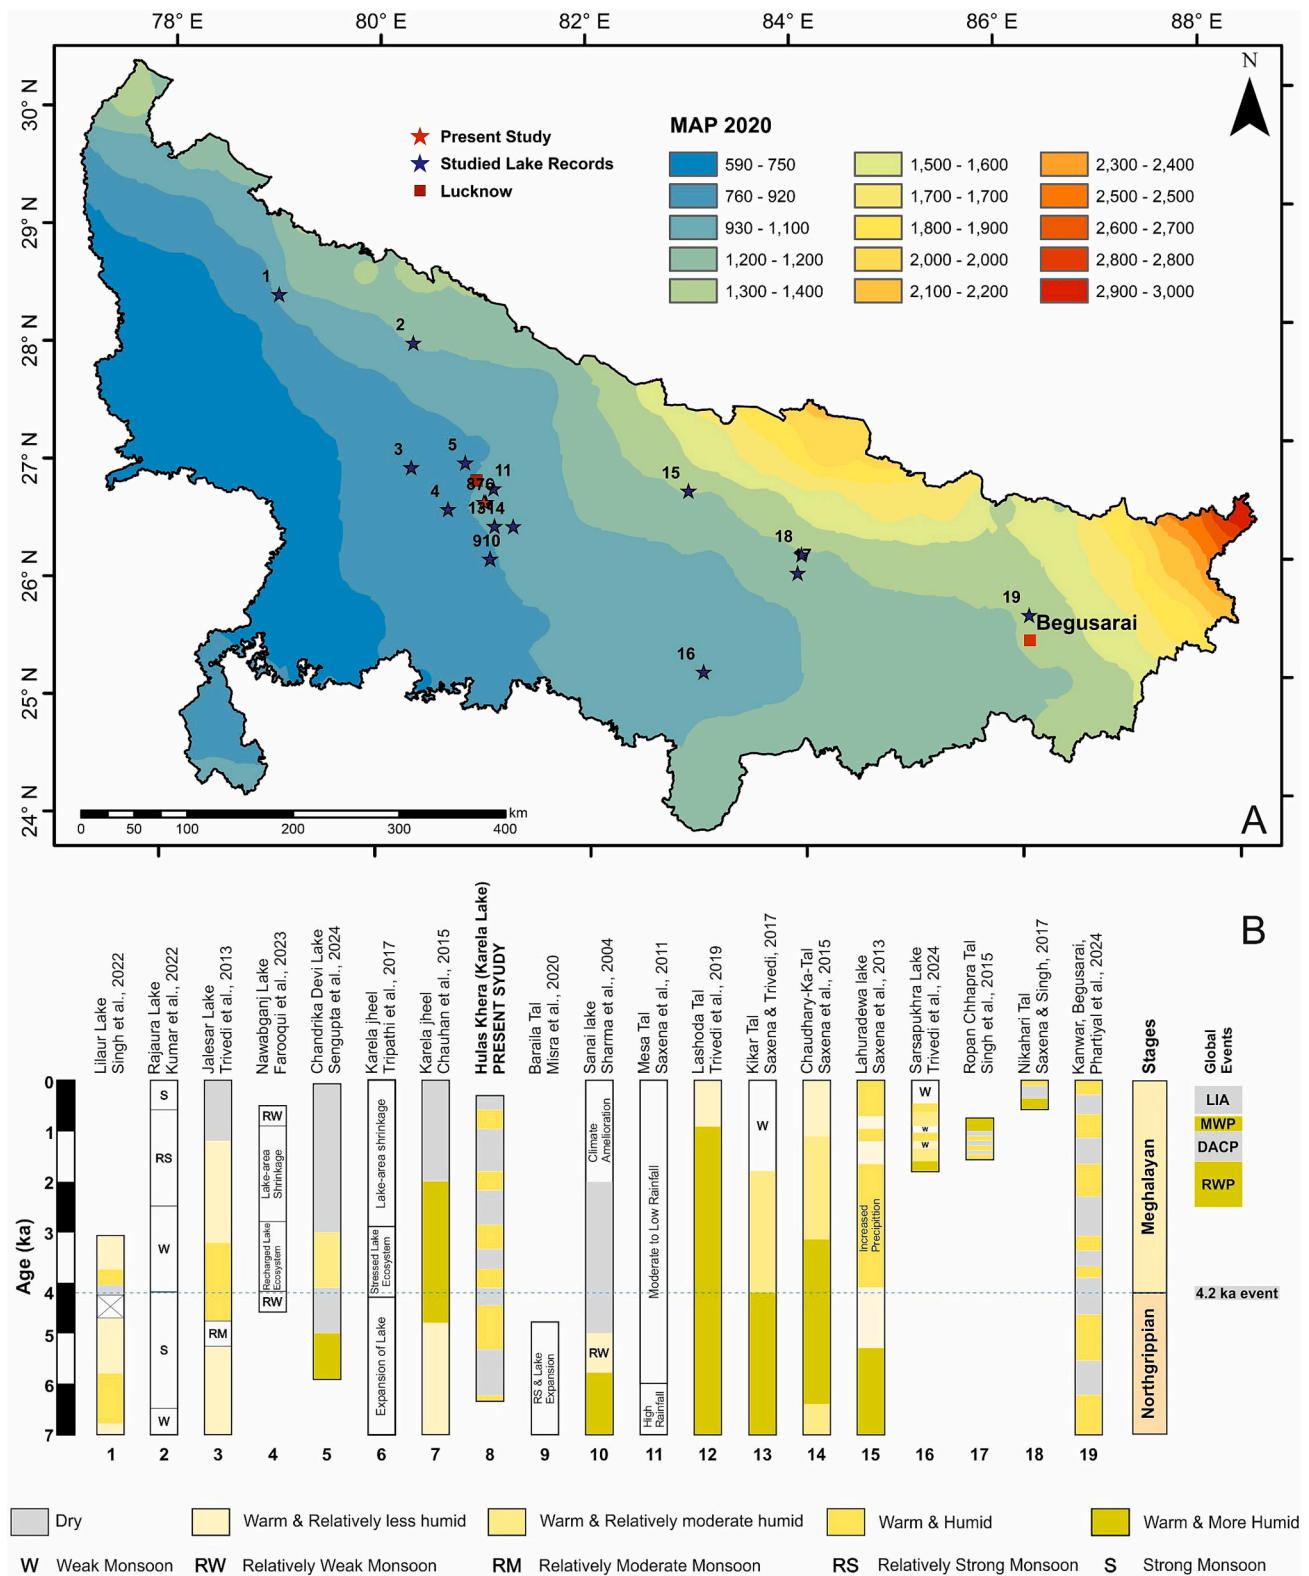 78° E 80° E 82° E 84° E 86° E 88° E
30° N
29° N
28° N
27° N
26° N
25° N
24° N
N
Present Study
Studied Lake Records
Lucknow
MAP 2020
590 - 750
760 - 920
930 - 1,100
1,200 - 1,200
1,300 - 1,400
1,500 - 1,600
1,700 - 1,700
1,800 - 1,900
2,000 - 2,000
2,100 - 2,200
2,300 - 2,400
2,500 - 2,500
2,600 - 2,700
2,800 - 2,800
2,900 - 3,000
1
2
3
5
11
4
876
1314
910
15
18
17
16
19
Begusarai
km
0 50 100 200 300 400
A
B
Lilaur Lake
Singh et al., 2022
Rajaura Lake
Kumar et al., 2022
Jalesar Lake
Trivedi et al., 2013
Nawabganj Lake
Farooqui et al., 2023
Chandrika Devi Lake
Sengupta et al., 2024
Karela jheel
Tripathi et al., 2017
Karela jheel
Chauhan et al., 2015
Hulas Khera (Karela Lake)
PRESENT SYUDY
Baraila Tal
Misra et al., 2020
Sanai lake
Sharma et al., 2004
Mesa Tal
Saxena et al., 2011
Lashoda Tal
Trivedi et al., 2019
Kikar Tal
Saxena & Trivedi, 2017
Chaudhary-Ka-Tal
Saxena et al., 2015
Lahuradewa lake
Saxena et al., 2013
Sarsapukhra Lake
Trivedi et al., 2024
Ropan Chhapra Tal
Singh et al., 2015
Nikahari Tal
Saxena & Singh, 2017
Kanwar, Begusarai,
Phartiyal et al., 2024
Stages
Global
Events
Age (ka)
0
1
2
3
4
5
6
7
S
RS
W
S
W
RM
RW
Lake-area
Shrinkage
Recharged Lake
Ecosystem
RW
Lake-area shrinkage
Stressed Lake
Ecosystem
Expansion of Lake
RS & Lake
Expansion
Climate
Amelioration
RW
Moderate to Low Rainfall
High
Rainfall
W
Increased
Precipittion
W
w
w
Meghalayan
Northgrippian
LIA
MWP
DACP
RWP
4.2 ka event
1 2 3 4 5 6 7 8 9 10 11 12 13 14 15 16 17 18 19
Dry
Warm & Relatively less humid
Warm & Relatively moderate humid
Warm & Humid
Warm & More Humid
W Weak Monsoon
RW Relatively Weak Monsoon
RM Relatively Moderate Monsoon
RS Relatively Strong Monsoon
S Strong Monsoon